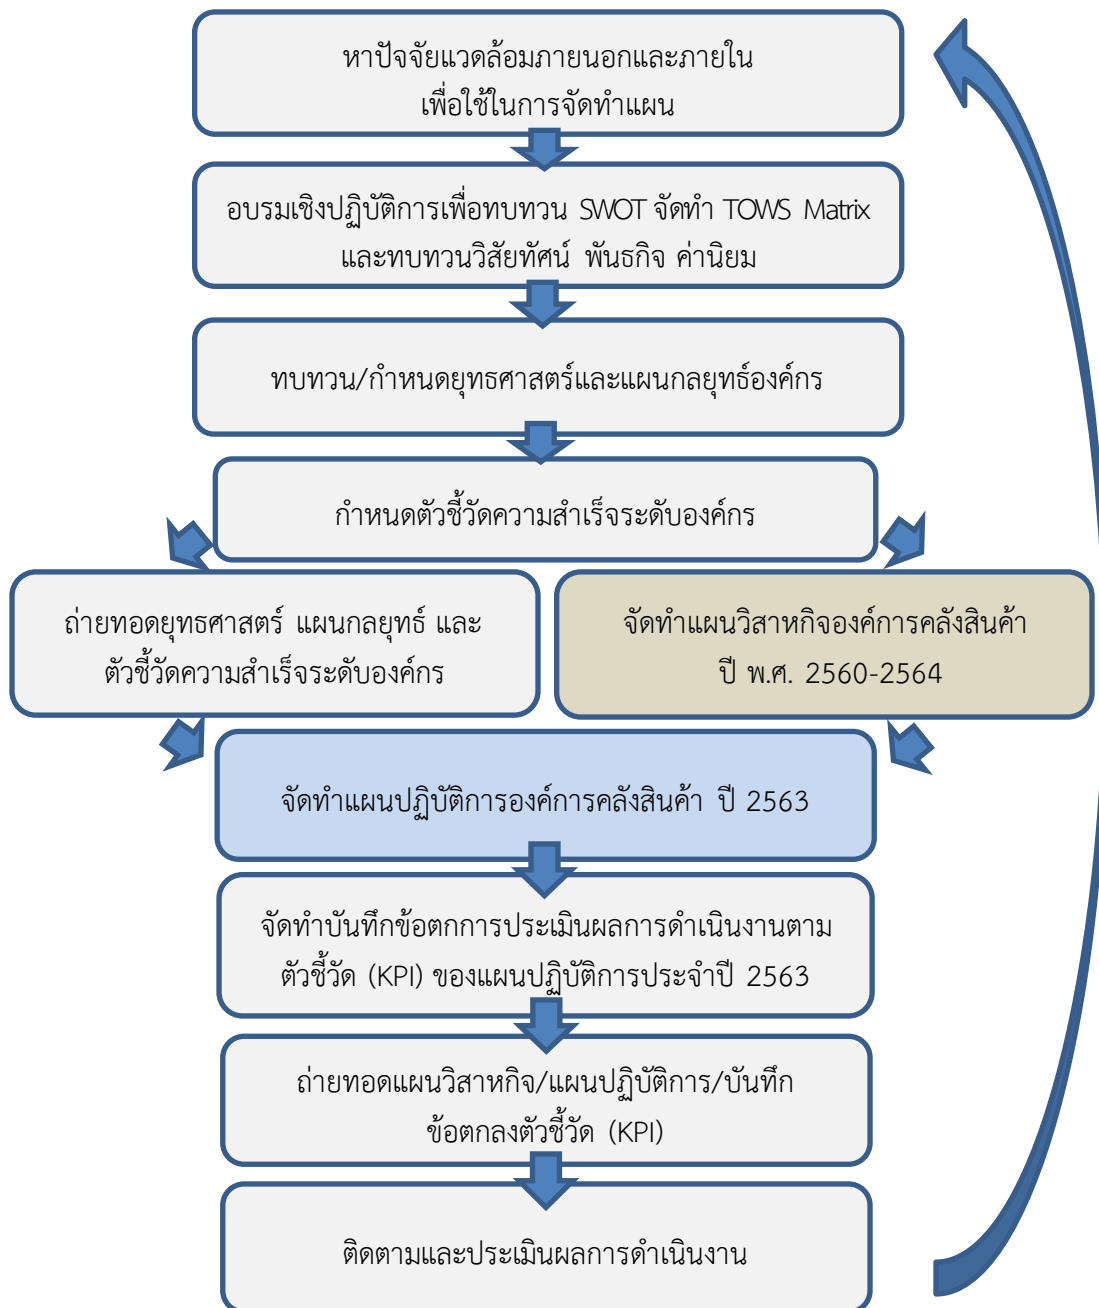 หาปัจจัยแวดล้อมภายนอกและภายใน
เพื่อใช้ในการจัดทำแผน
อบรมเชิงปฏิบัติการเพื่อทบทวน SWOT จัดทำ TOWS Matrix
และทบทวนวิสัยทัศน์ พันธกิจ ค่านิยม
ทบทวน/กำหนดยุทธศาสตร์และแผนกลยุทธ์องค์กร
กำหนดตัวชี้วัดความสำเร็จระดับองค์กร
ถ่ายทอดยุทธศาสตร์ แผนกลยุทธ์ และ
ตัวชี้วัดความสำเร็จระดับองค์กร
จัดทำแผนวิสาหกิจองค์การคลังสินค้า
ปี พ.ศ. 2560-2564
จัดทำแผนปฏิบัติการองค์การคลังสินค้า ปี 2563
จัดทำบันทึกข้อตกการประเมินผลการดำเนินงานตาม
ตัวชี้วัด (KPI) ของแผนปฏิบัติการประจำปี 2563
ถ่ายทอดแผนวิสาหกิจ/แผนปฏิบัติการ/บันทึก
ข้อตกลงตัวชี้วัด (KPI)
ติดตามและประเมินผลการดำเนินงาน